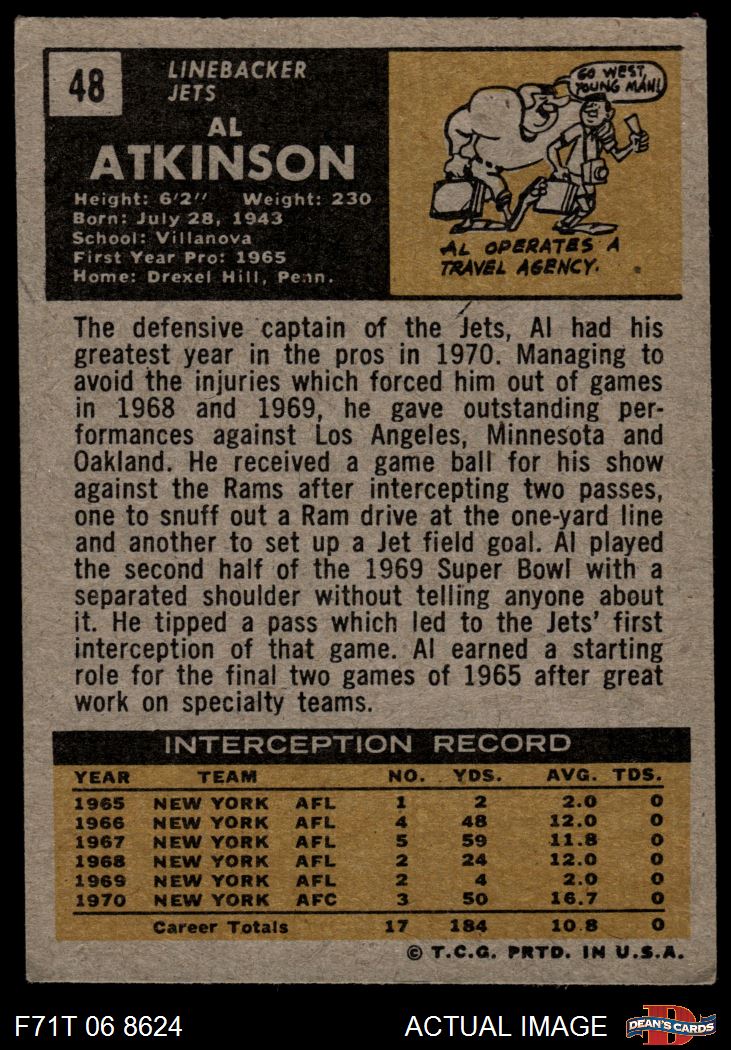 48
LINEBACKER
JETS
AL
ATKINSON
Height: 6'2" Weight: 230
Born: July 28, 1943
School: Villanova
First Year Pro: 1965
Home: Drexel Hill, Penn.
GO WEST,
YOUNG MAN!
AL OPERATES A
TRAVEL AGENCY.
The defensive captain of the Jets, Al had his
greatest year in the pros in 1970. Managing to
avoid the injuries which forced him out of games
in 1968 and 1969, he gave outstanding per-
formances against Los Angeles, Minnesota and
Oakland. He received a game ball for his show
against the Rams after intercepting two passes,
one to snuff out a Ram drive at the one-yard line
and another to set up a Jet field goal. Al played
the second half of the 1969 Super Bowl with a
separated shoulder without telling anyone about
it. He tipped a pass which led to the Jets' first
interception of that game. Al earned a starting
role for the final two games of 1965 after great
work on specialty teams.
INTERCEPTION RECORD
YEAR TEAM NO. YDS. AVG. TDS.
1965 NEW YORK AFL 1 2 2.0 0
1966 NEW YORK AFL 4 48 12.0 0
1967 NEW YORK AFL 5 59 11.8 0
1968 NEW YORK AFL 2 24 12.0 0
1969 NEW YORK AFL 2 4 2.0 0
1970 NEW YORK AFC 3 50 16.7 0
Career Totals 17 184 10.8 0
© T.C.G. PRTD. IN U.S.A.
F71T 06 8624 ACTUAL IMAGE
D
DEAN'S CARDS